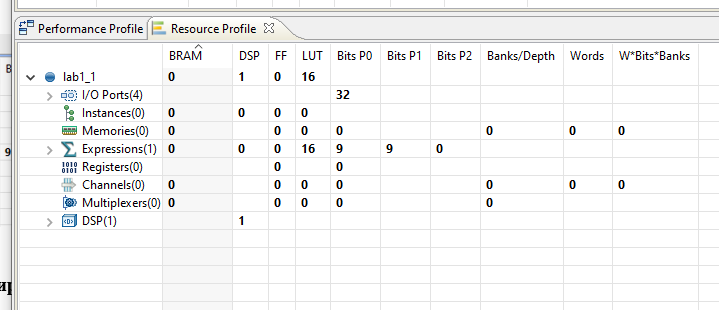 Performance Profile Resource Profile
B
BRAM DSP FF LUT Bits P0 Bits P1 Bits P2 Banks/Depth Words W*Bits*Banks
lab1_1 0 1 0 16
I/O Ports(4) 32
Instances(0) 0 0 0 0
Memories(0) 0 0 0 0 0 0 0
9
Expressions(1) 0 0 0 16 9 9 0
Registers(0) 0 0
Channels(0) 0 0 0 0 0 0 0
Multiplexers(0) 0 0 0 0 0
DSP(1) 1
ир